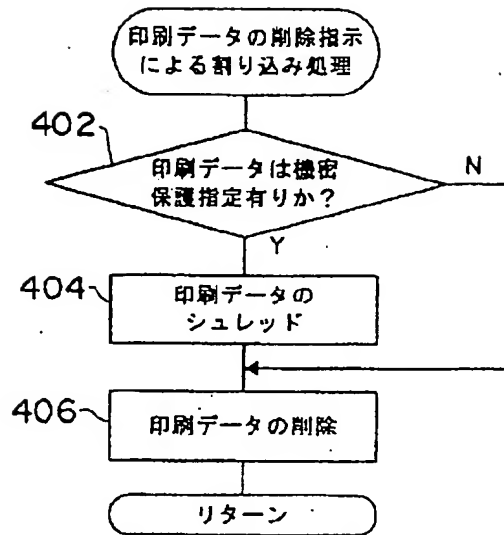 印刷データの削除指示
による割り込み処理
402
印刷データは機密
保護指定有りか？
N
Y
404
印刷データの
シュレッド
406
印刷データの削除
リターン